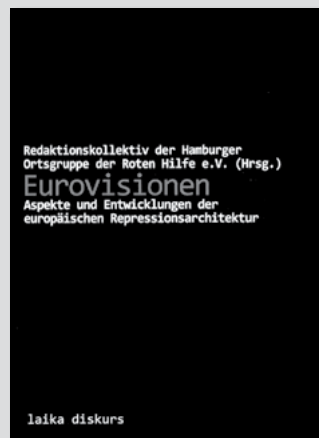 Redaktionskollektiv der Hamburger
Ortsgruppe der Roten Hilfe e.V. (Hrsg.)
Eurovisionen
Aspekte und Entwicklungen der
europäischen Repressionsarchitektur
laika diskurs